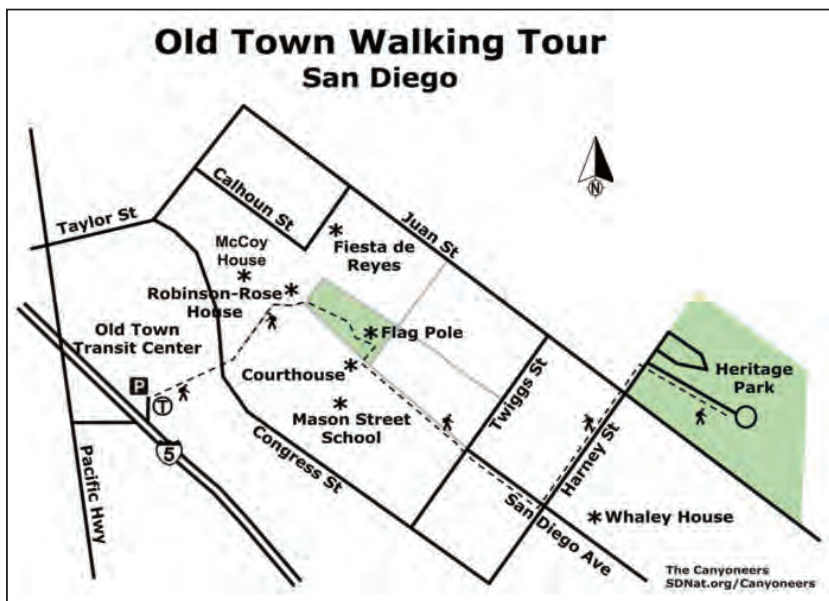 Old Town Walking Tour
San Diego
N
Taylor St
Calhoun St
Juan St
McCoy
House
Fiesta de
Reyes
Robinson-Rose
House
Old Town
Transit Center
Flag Pole
Heritage
Park
P
T
Courthouse
Twiggs St
Mason Street
School
Harney St
5
Pacific Hwy
Congress St
San Diego Ave
Whaley House
The Canyoneers
SDNat.org/Canyoneers